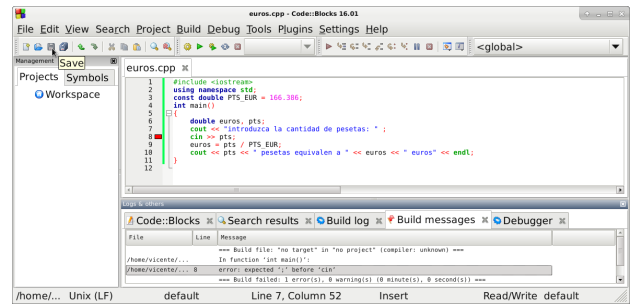 euros.cpp - Code::Blocks 16.01
File Edit View Search Project Build Debug Tools Plugins Settings Help
<global>
Management
Save
Projects Symbols
Workspace
euros.cpp
1 #include <iostream>
2 using namespace std;
3 const double PTS_EUR = 166.386;
4 int main()
5 {
6 double euros, pts;
7 cout << "introduzca la cantidad de pesetas: " ;
8 cin >> pts;
9 euros = pts / PTS_EUR;
10 cout << pts << " pesetas equivalen a " << euros << " euros" << endl;
11 }
12
Logs & others
Code::Blocks Search results Build log Build messages Debugger
File Line Message
=== Build file: "no target" in "no project" (compiler: unknown) ===
/home/vicente/... In function 'int main()':
/home/vicente/... 8 error: expected ';' before 'cin'
=== Build failed: 1 error(s), 0 warning(s) (0 minute(s), 0 second(s)) ===
/home/... Unix (LF) default Line 7, Column 52 Insert Read/Write default